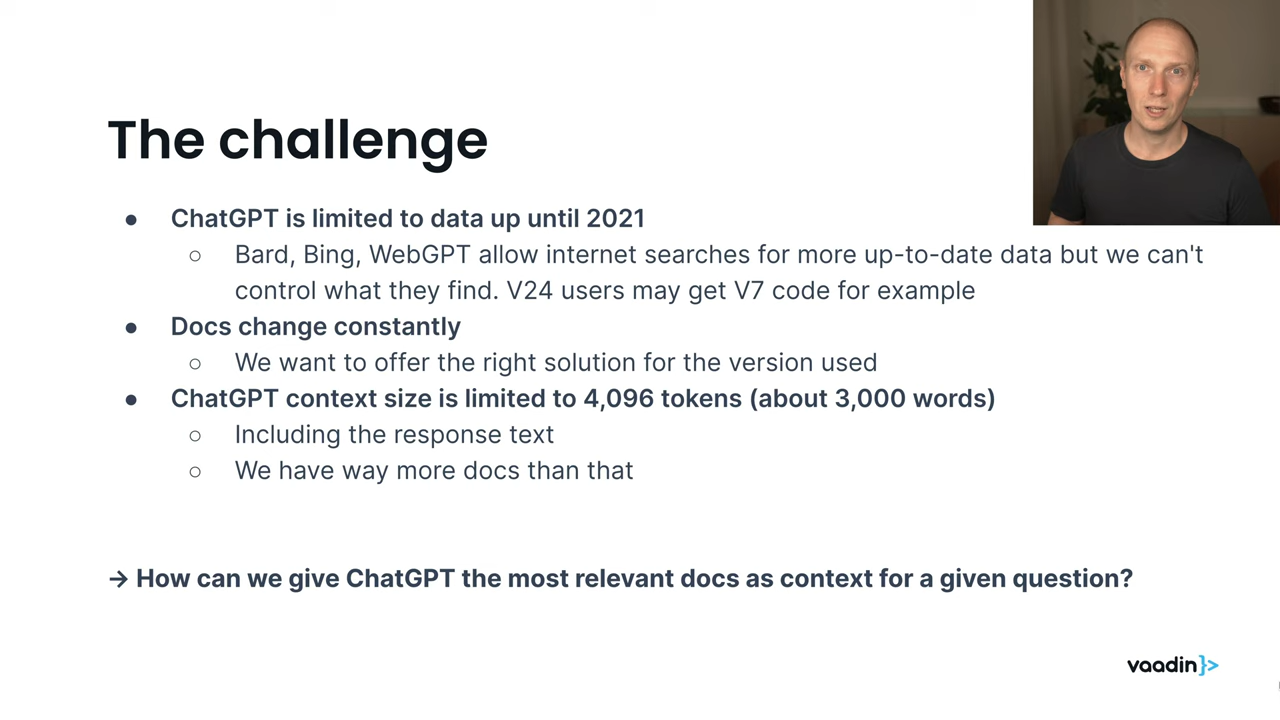 The challenge
● ChatGPT is limited to data up until 2021
○ Bard, Bing, WebGPT allow internet searches for more up-to-date data but we can't
control what they find. V24 users may get V7 code for example
● Docs change constantly
○ We want to offer the right solution for the version used
● ChatGPT context size is limited to 4,096 tokens (about 3,000 words)
○ Including the response text
○ We have way more docs than that
→ How can we give ChatGPT the most relevant docs as context for a given question?
vaadin}>